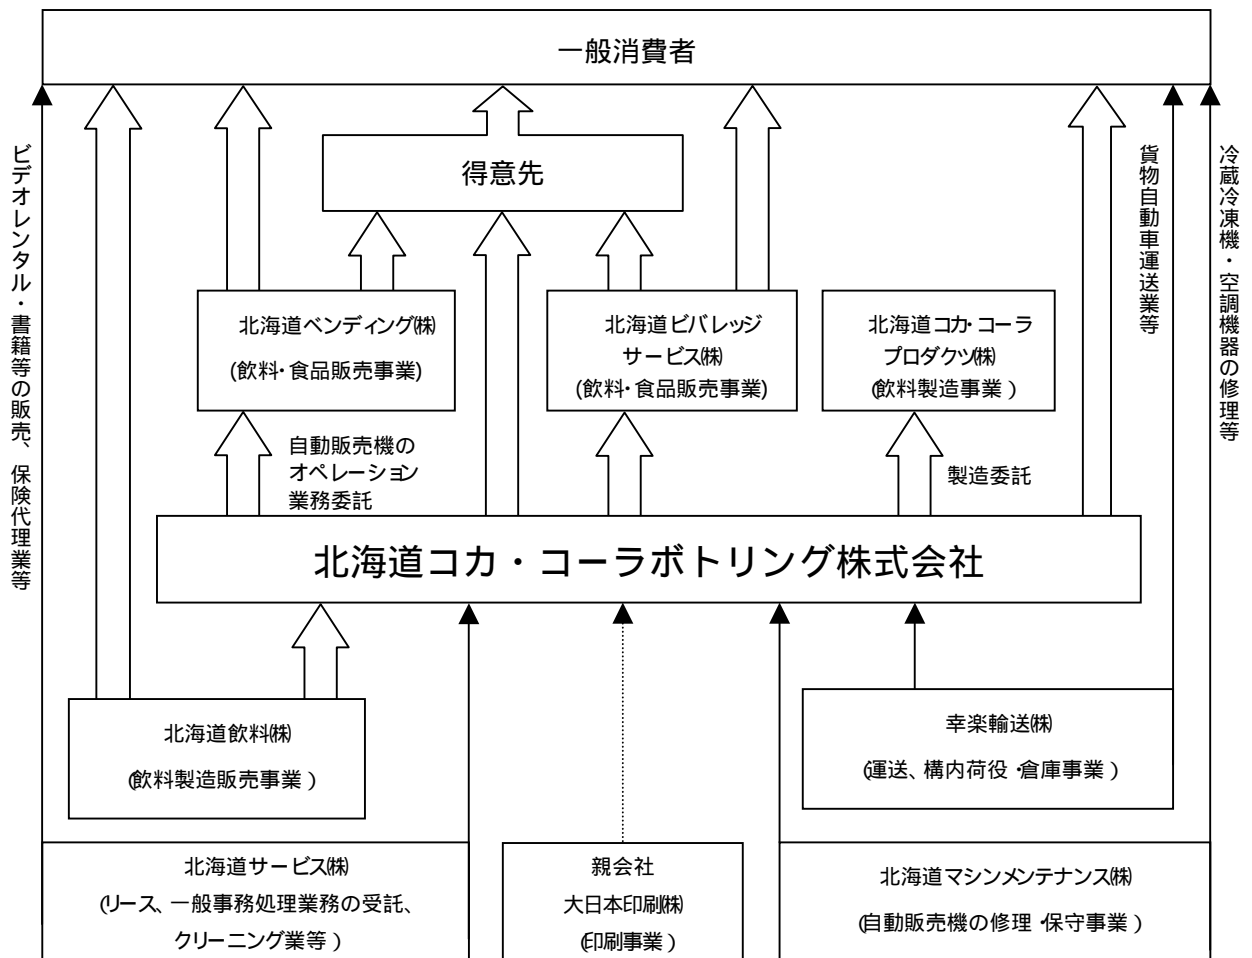 一般消費者
得意先
ビデオレンタル・書籍等の販売、保険代理業等
貨物自動車運送業等
冷蔵冷凍機・空調機器の修理等
北海道ベンディング㈱
(飲料・食品販売事業)
北海道ビバレッジ
サービス㈱
(飲料・食品販売事業)
北海道コカ・コーラ
プロダクツ㈱
(飲料製造事業)
自動販売機の
オペレーション
業務委託
製造委託
北海道コカ・コーラボトリング株式会社
北海道飲料㈱
(飲料製造販売事業)
幸楽輸送㈱
(運送、構内荷役・倉庫事業)
北海道サービス㈱
(リース、一般事務処理業務の受託、
クリーニング業等)
親会社
大日本印刷㈱
(印刷事業)
北海道マシンメンテナンス㈱
(自動販売機の修理・保守事業)